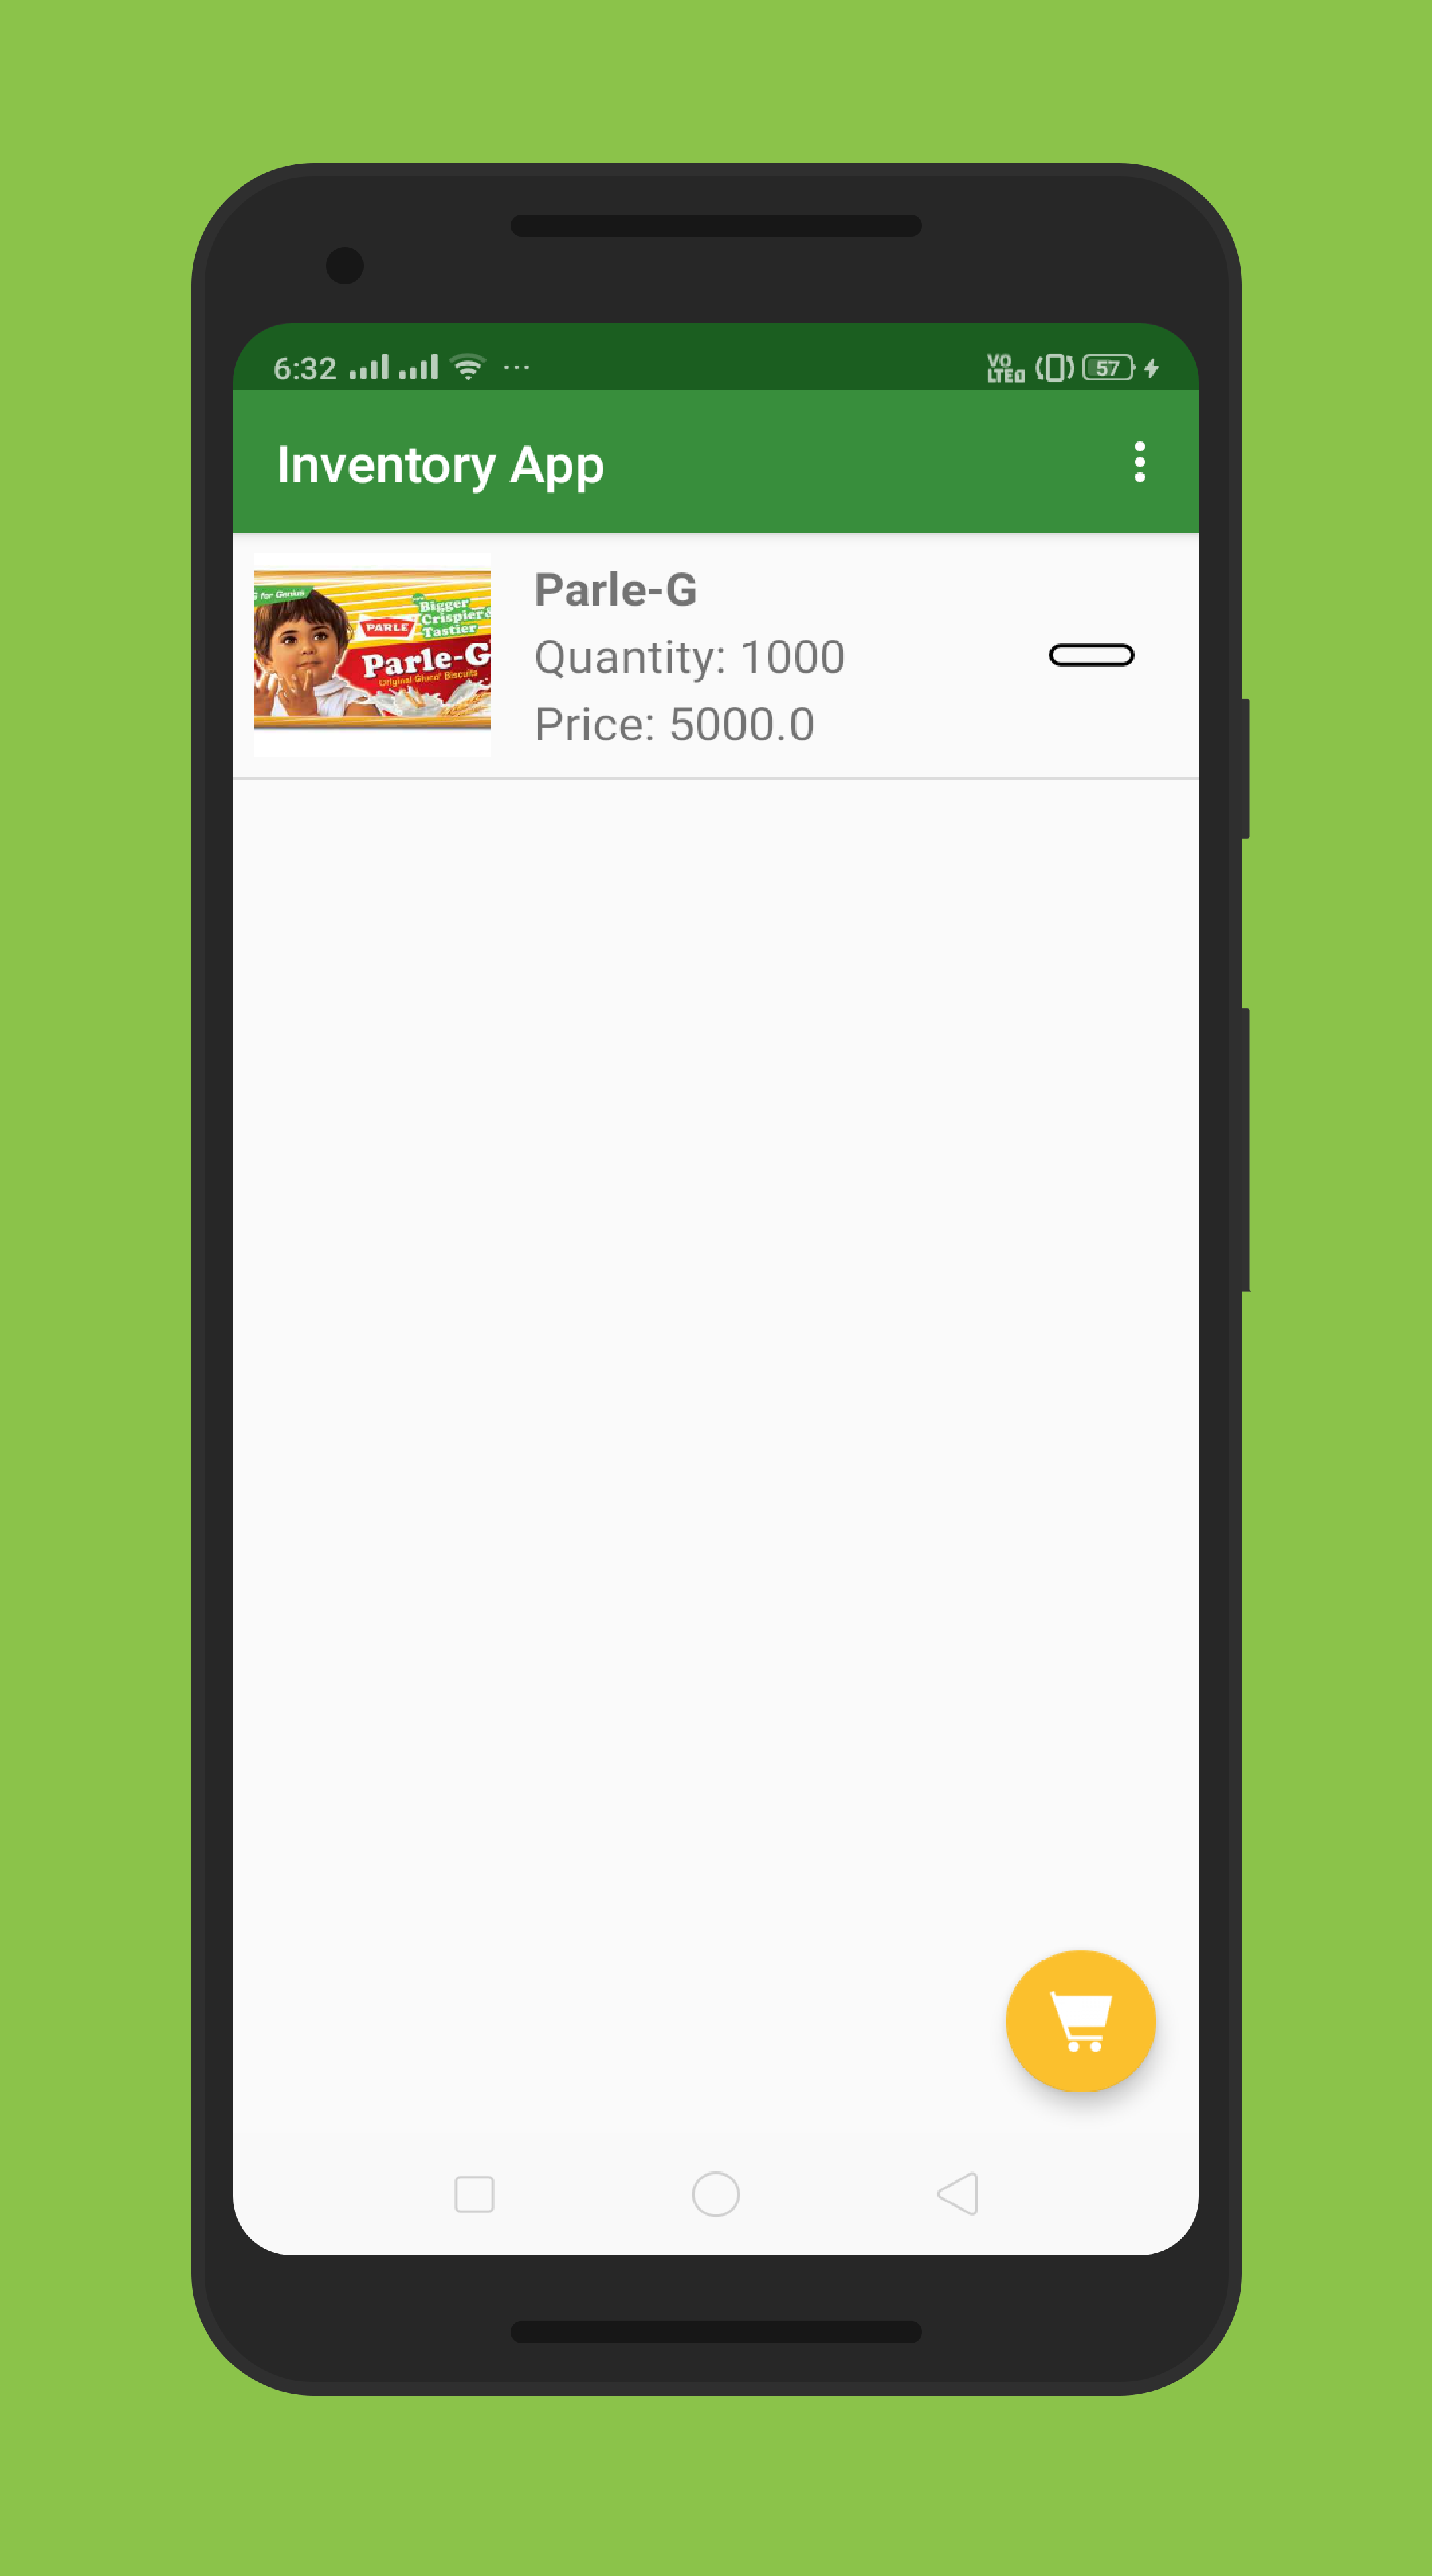 6:32
VO
LTE
57
Inventory App
G for Genius
Bigger
Crispier&
Tastier
PARLE
Parle-G
Original Gluco Biscuits
Parle-G
Quantity: 1000
Price: 5000.0